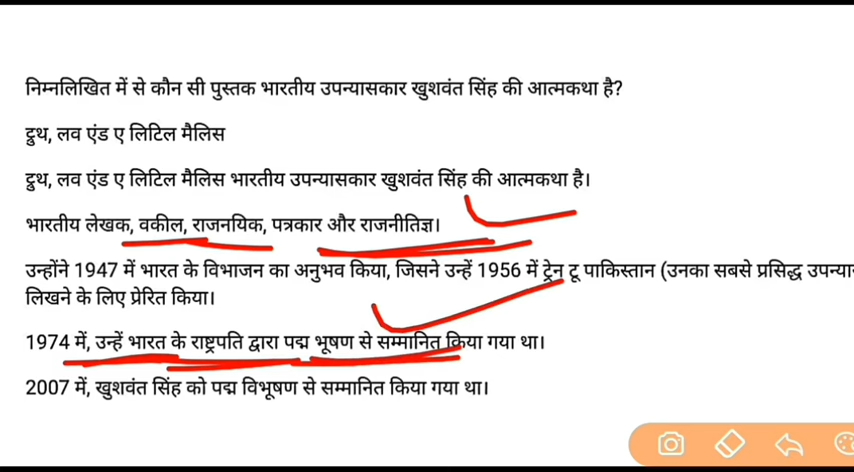 निम्नलिखित में से कौन सी पुस्तक भारतीय उपन्यासकार खुशवंत सिंह की आत्मकथा है?
ट्रुथ, लव एंड ए लिटिल मैलिस
ट्रुथ, लव एंड ए लिटिल मैलिस भारतीय उपन्यासकार खुशवंत सिंह की आत्मकथा है।
भारतीय लेखक, वकील, राजनयिक, पत्रकार और राजनीतिज्ञ।
उन्होंने 1947 में भारत के विभाजन का अनुभव किया, जिसने उन्हें 1956 में ट्रेन टू पाकिस्तान (उनका सबसे प्रसिद्ध
लिखने के लिए प्रेरित किया।
1974 में, उन्हें भारत के राष्ट्रपति द्वारा पद्म भूषण से सम्मानित किया गया था।
2007 में, खुशवंत सिंह को पद्म विभूषण से सम्मानित किया गया था।